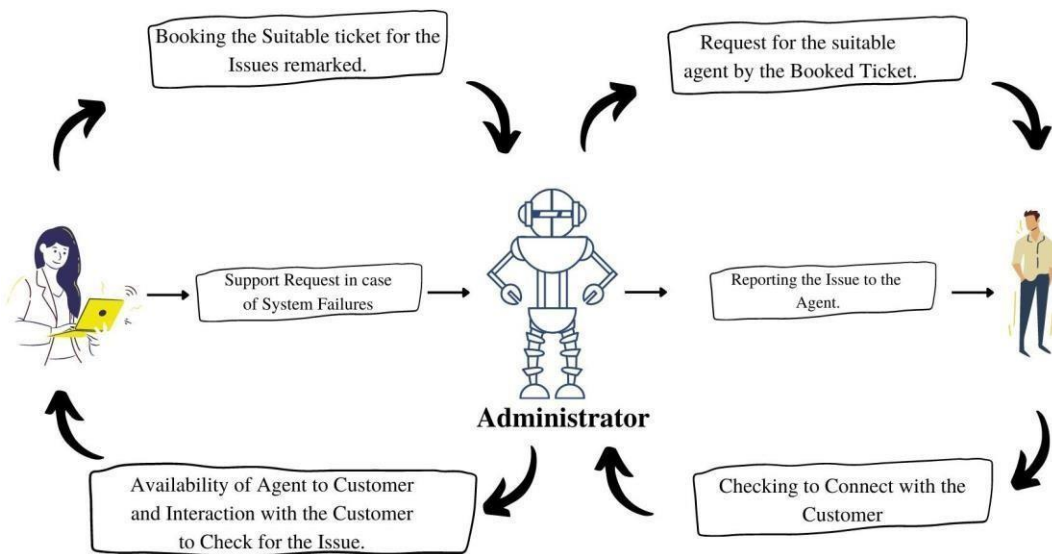 Booking the Suitable ticket for the
Issues remarked.
Request for the suitable
agent by the Booked Ticket.
Support Request in case
of System Failures
Reporting the Issue to the
Agent.
Administrator
Availability of Agent to Customer
and Interaction with the Customer
to Check for the Issue.
Checking to Connect with the
Customer